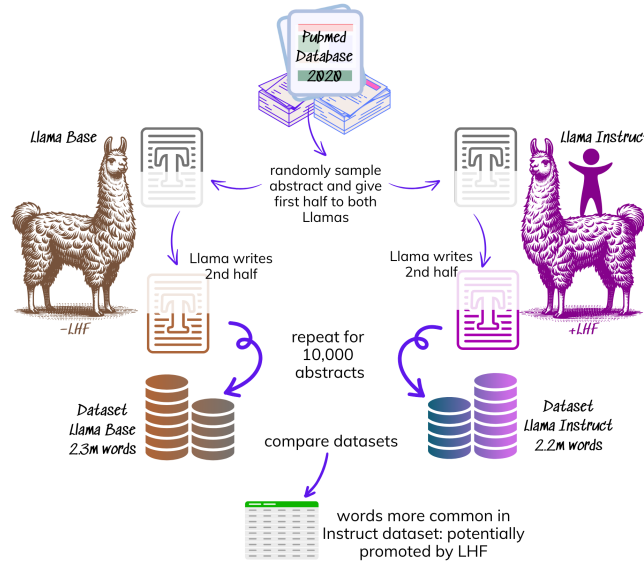 Pubmed
Database
2020
Llama Base
Llama Instruct
randomly sample
abstract and give
first half to both
Llamas
Llama writes
2nd half
Llama writes
2nd half
-LHF
+LHF
repeat for
10,000
abstracts
Dataset
Llama Base
2.3m words
Dataset
Llama Instruct
2.2m words
compare datasets
words more common in
Instruct dataset: potentially
promoted by LHF